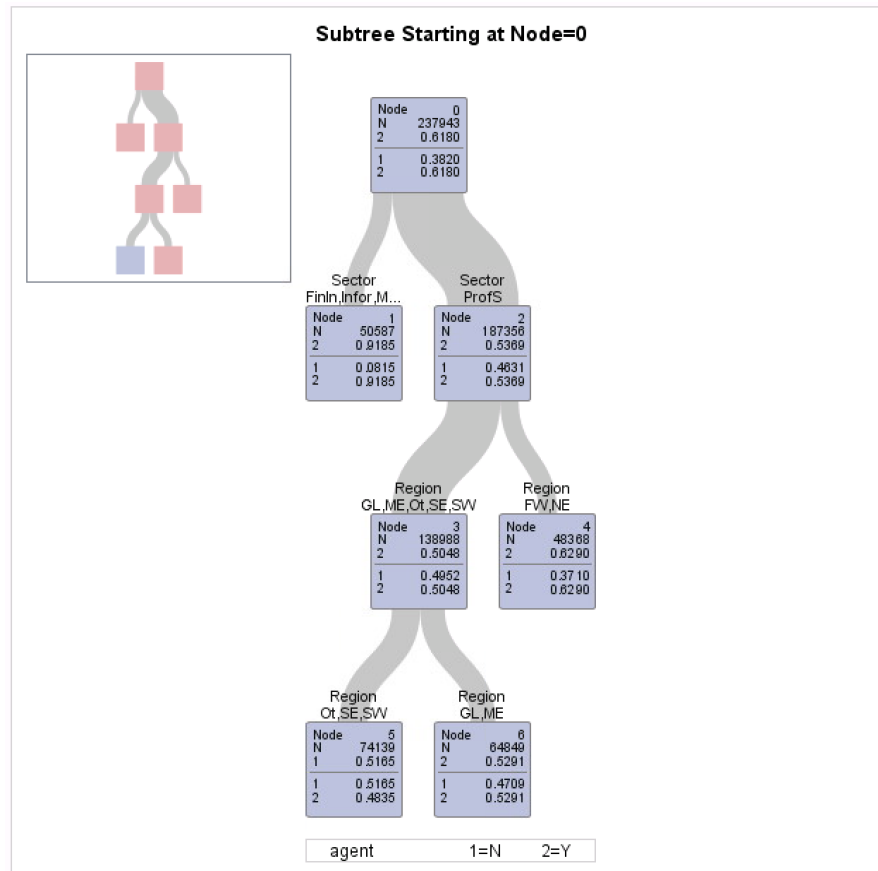 Subtree Starting at Node=0
Node 0
N 237943
2 0.6180
1 0.3820
2 0.6180
Sector
FinIn,Infor,M...
Node 1
N 50587
2 0.9185
1 0.0815
2 0.9185
Sector
ProfS
Node 2
N 187356
2 0.5369
1 0.4631
2 0.5369
Region
GL,ME,Ot,SE,SW
Node 3
N 138988
2 0.5048
1 0.4952
2 0.5048
Region
FW,NE
Node 4
N 48368
2 0.6290
1 0.3710
2 0.6290
Region
Ot,SE,SW
Node 5
N 74139
1 0.5165
1 0.5165
2 0.4835
Region
GL,ME
Node 6
N 64849
2 0.5291
1 0.4709
2 0.5291
agent 1=N 2=Y